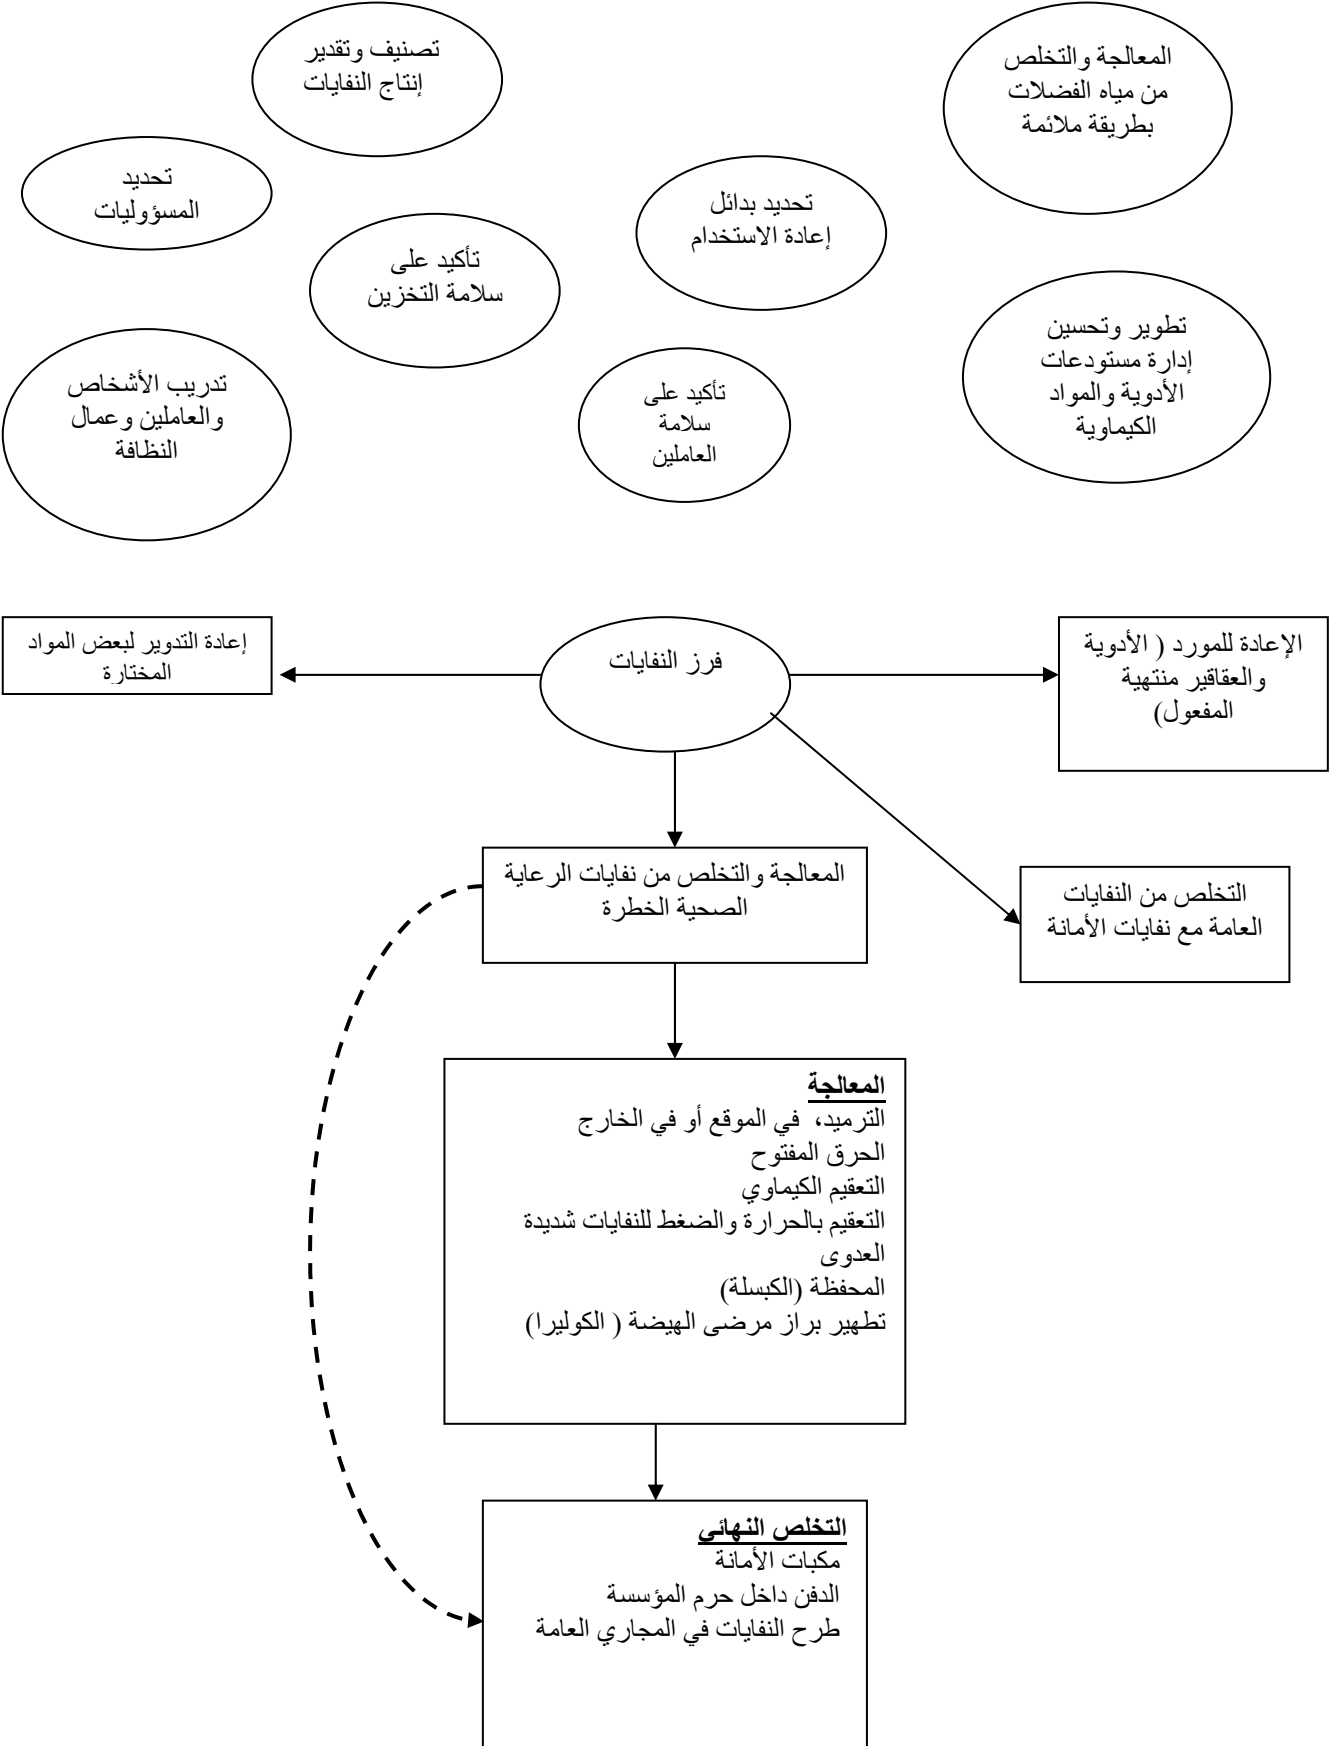 المعالجة والتخلص
من مياه الفضلات
بطريقة ملائمة
تصنيف وتقدير
إنتاج النفايات
تحديد
المسؤوليات
تحديد بدائل
إعادة الاستخدام
تأكيد على
سلامة التخزين
تطوير وتحسين
إدارة مستودعات
الأدوية والمواد
الكيماوية
تأكيد على
سلامة
العاملين
تدريب الأشخاص
والعاملين وعمال
النظافة
الإعادة للمورد ( الأدوية
والعقاقير منتهية
المفعول)
فرز النفايات
إعادة التدوير لبعض المواد
المختارة
المعالجة والتخلص من نفايات الرعاية
الصحية الخطرة
التخلص من النفايات
العامة مع نفايات الأمانة
المعالجة
الترميد، في الموقع أو في الخارج
الحرق المفتوح
التعقيم الكيماوي
التعقيم بالحرارة والضغط للنفايات شديدة
العدوى
المحفظة (الكبسلة)
تطهير براز مرضى الهيضة ( الكوليرا)
التخلص النهائي
مكبات الأمانة
الدفن داخل حرم المؤسسة
طرح النفايات في المجاري العامة